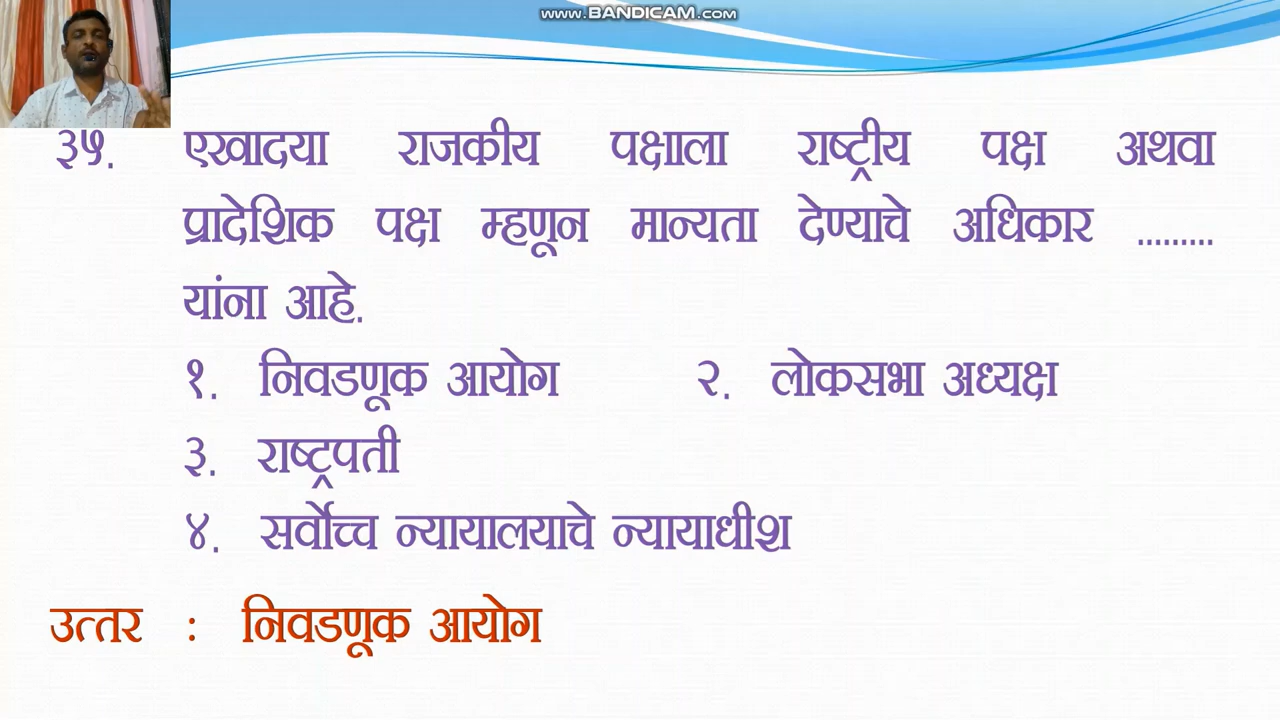 www.BANDICAM.com
३५. एखादया राजकीय पक्षाला राष्ट्रीय पक्ष अथवा
प्रादेशिक पक्ष म्हणून मान्यता देण्याचे अधिकार .........
यांना आहे.
१. निवडणूक आयोग २. लोकसभा अध्यक्ष
३. राष्ट्रपती
४. सर्वोच्च न्यायालयाचे न्यायाधीश
उत्तर : निवडणूक आयोग